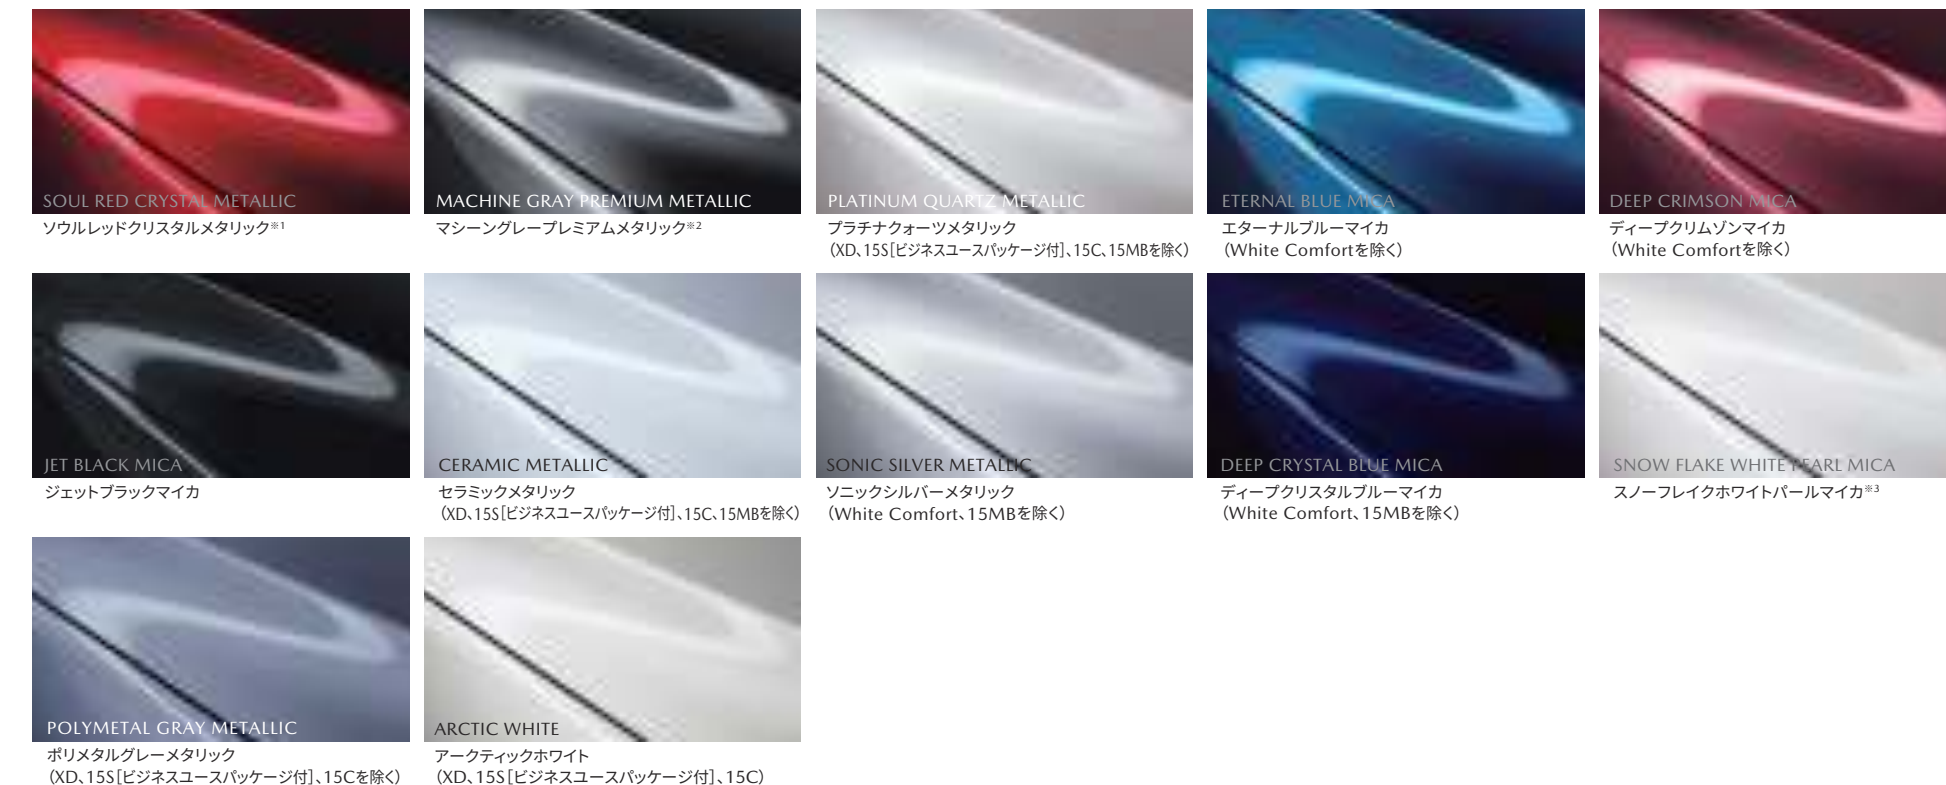 SOUL RED CRYSTAL METALLIC
ソウルレッドクリスタルメタリック※1
MACHINE GRAY PREMIUM METALLIC
マシーングレープレミアムメタリック※2
PLATINUM QUARTZ METALLIC
プラチナクォーツメタリック
（XD、15S［ビジネスユースパッケージ付］、15C、15MBを除く）
ETERNAL BLUE MICA
エターナルブルーマイカ
（White Comfortを除く）
DEEP CRIMSON MICA
ディープクリムゾンマイカ
（White Comfortを除く）
JET BLACK MICA
ジェットブラックマイカ
CERAMIC METALLIC
セラミックメタリック
（XD、15S［ビジネスユースパッケージ付］、15C、15MBを除く）
SONIC SILVER METALLIC
ソニックシルバーメタリック
（White Comfort、15MBを除く）
DEEP CRYSTAL BLUE MICA
ディープクリスタルブルーマイカ
（White Comfort、15MBを除く）
SNOW FLAKE WHITE PEARL MICA
スノーフレイクホワイトパールマイカ※3
POLYMETAL GRAY METALLIC
ポリメタルグレーメタリック
（XD、15S［ビジネスユースパッケージ付］、15Cを除く）
ARCTIC WHITE
アークティックホワイト
（XD、15S［ビジネスユースパッケージ付］、15C）